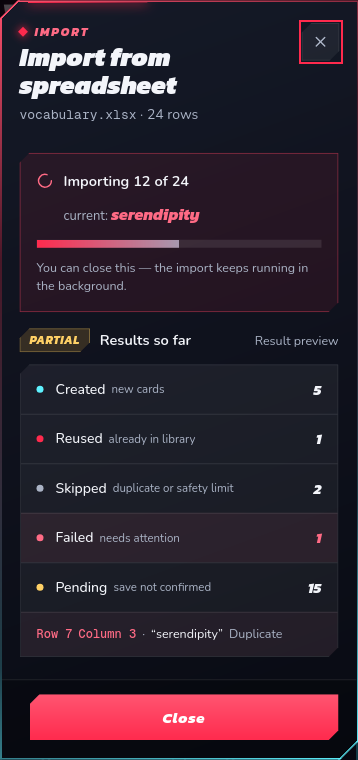 IMPORT
Import from
spreadsheet
vocabulary.xlsx · 24 rows
Importing 12 of 24
current: serendipity
You can close this — the import keeps running in
the background.
PARTIAL Results so far Result preview
Created new cards 5
Reused already in library 1
Skipped duplicate or safety limit 2
Failed needs attention 1
Pending save not confirmed 15
Row 7 Column 3 · “serendipity” Duplicate
Close